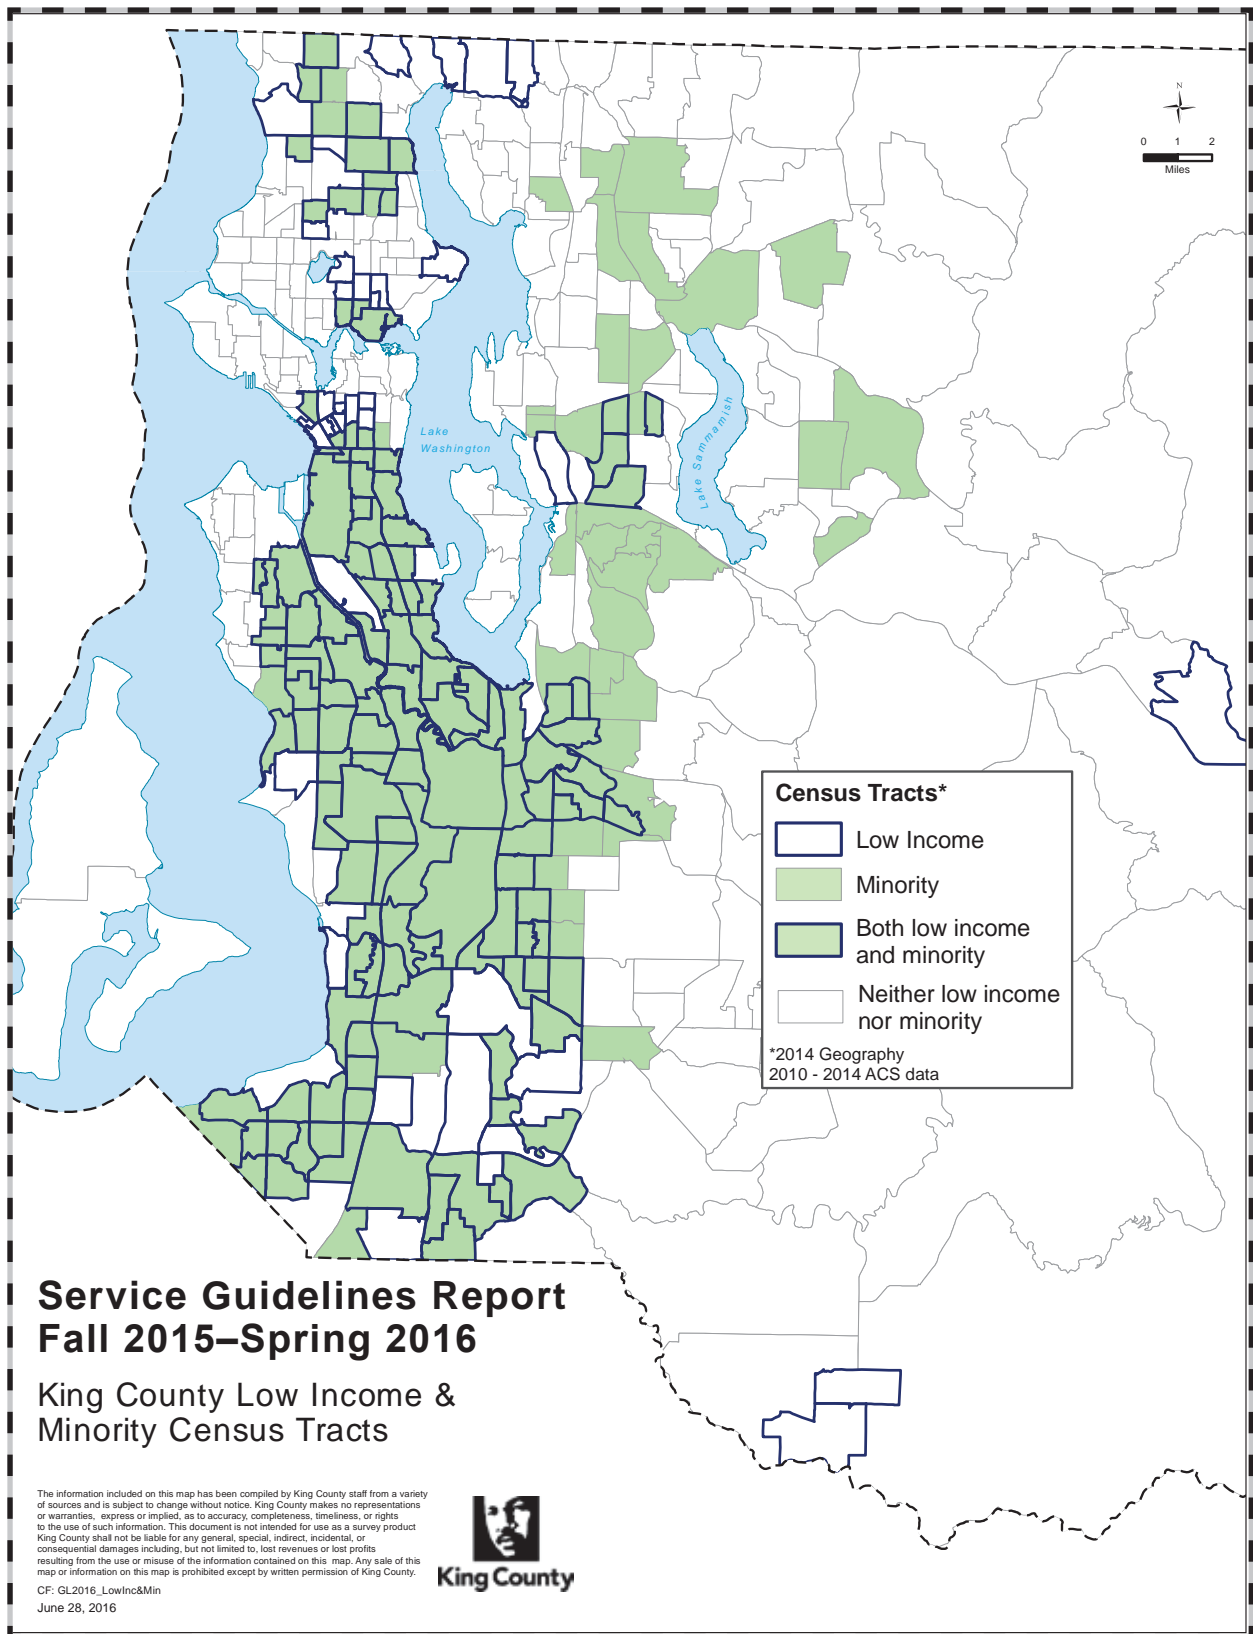 N
0 1 2
Miles
Lake
Washington
Lake Sammamish
Census Tracts*
Low Income
Minority
Both low income
and minority
Neither low income
nor minority
*2014 Geography
2010 - 2014 ACS data
Service Guidelines Report
Fall 2015–Spring 2016
King County Low Income &
Minority Census Tracts
The information included on this map has been compiled by King County staff from a variety
of sources and is subject to change without notice. King County makes no representations
or warranties, express or implied, as to accuracy, completeness, timeliness, or rights
to the use of such information. This document is not intended for use as a survey product
King County shall not be liable for any general, special, indirect, incidental, or
consequential damages including, but not limited to, lost revenues or lost profits
resulting from the use or misuse of the information contained on this map. Any sale of this
map or information on this map is prohibited except by written permission of King County.
CF: GL2016_LowInc&Min
June 28, 2016
King County